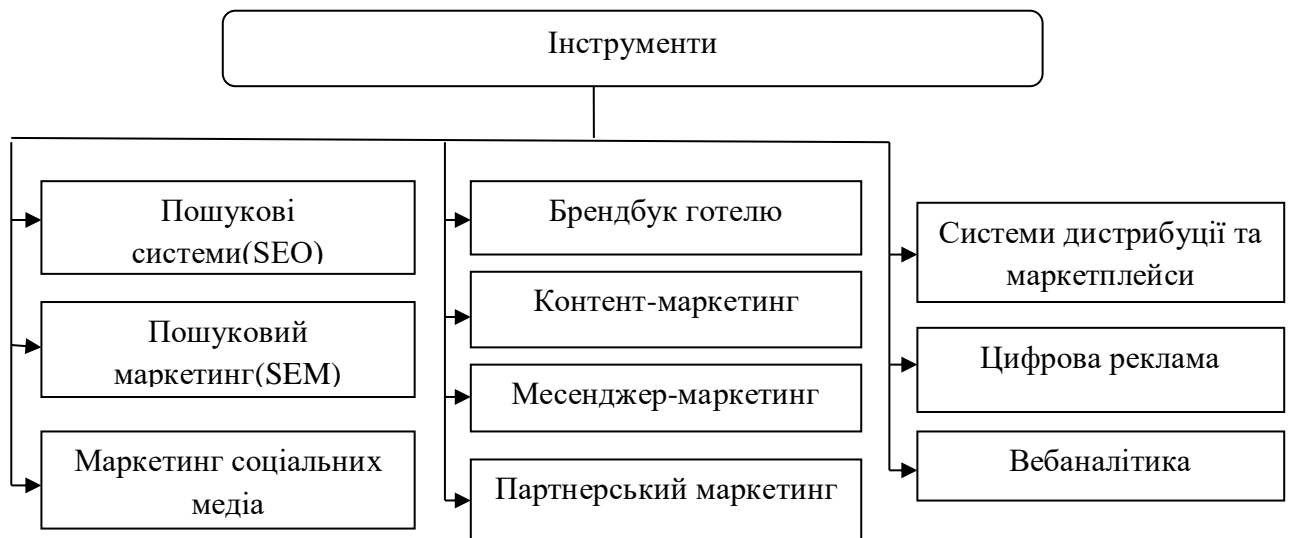 Інструменти
Пошукові
системи(SEO)
Пошуковий
маркетинг(SEM)
Маркетинг соціальних
медіа
Брендбук готелю
Контент-маркетинг
Месенджер-маркетинг
Партнерський маркетинг
Системи дистрибуції та
маркетплейси
Цифрова реклама
Вебаналітика